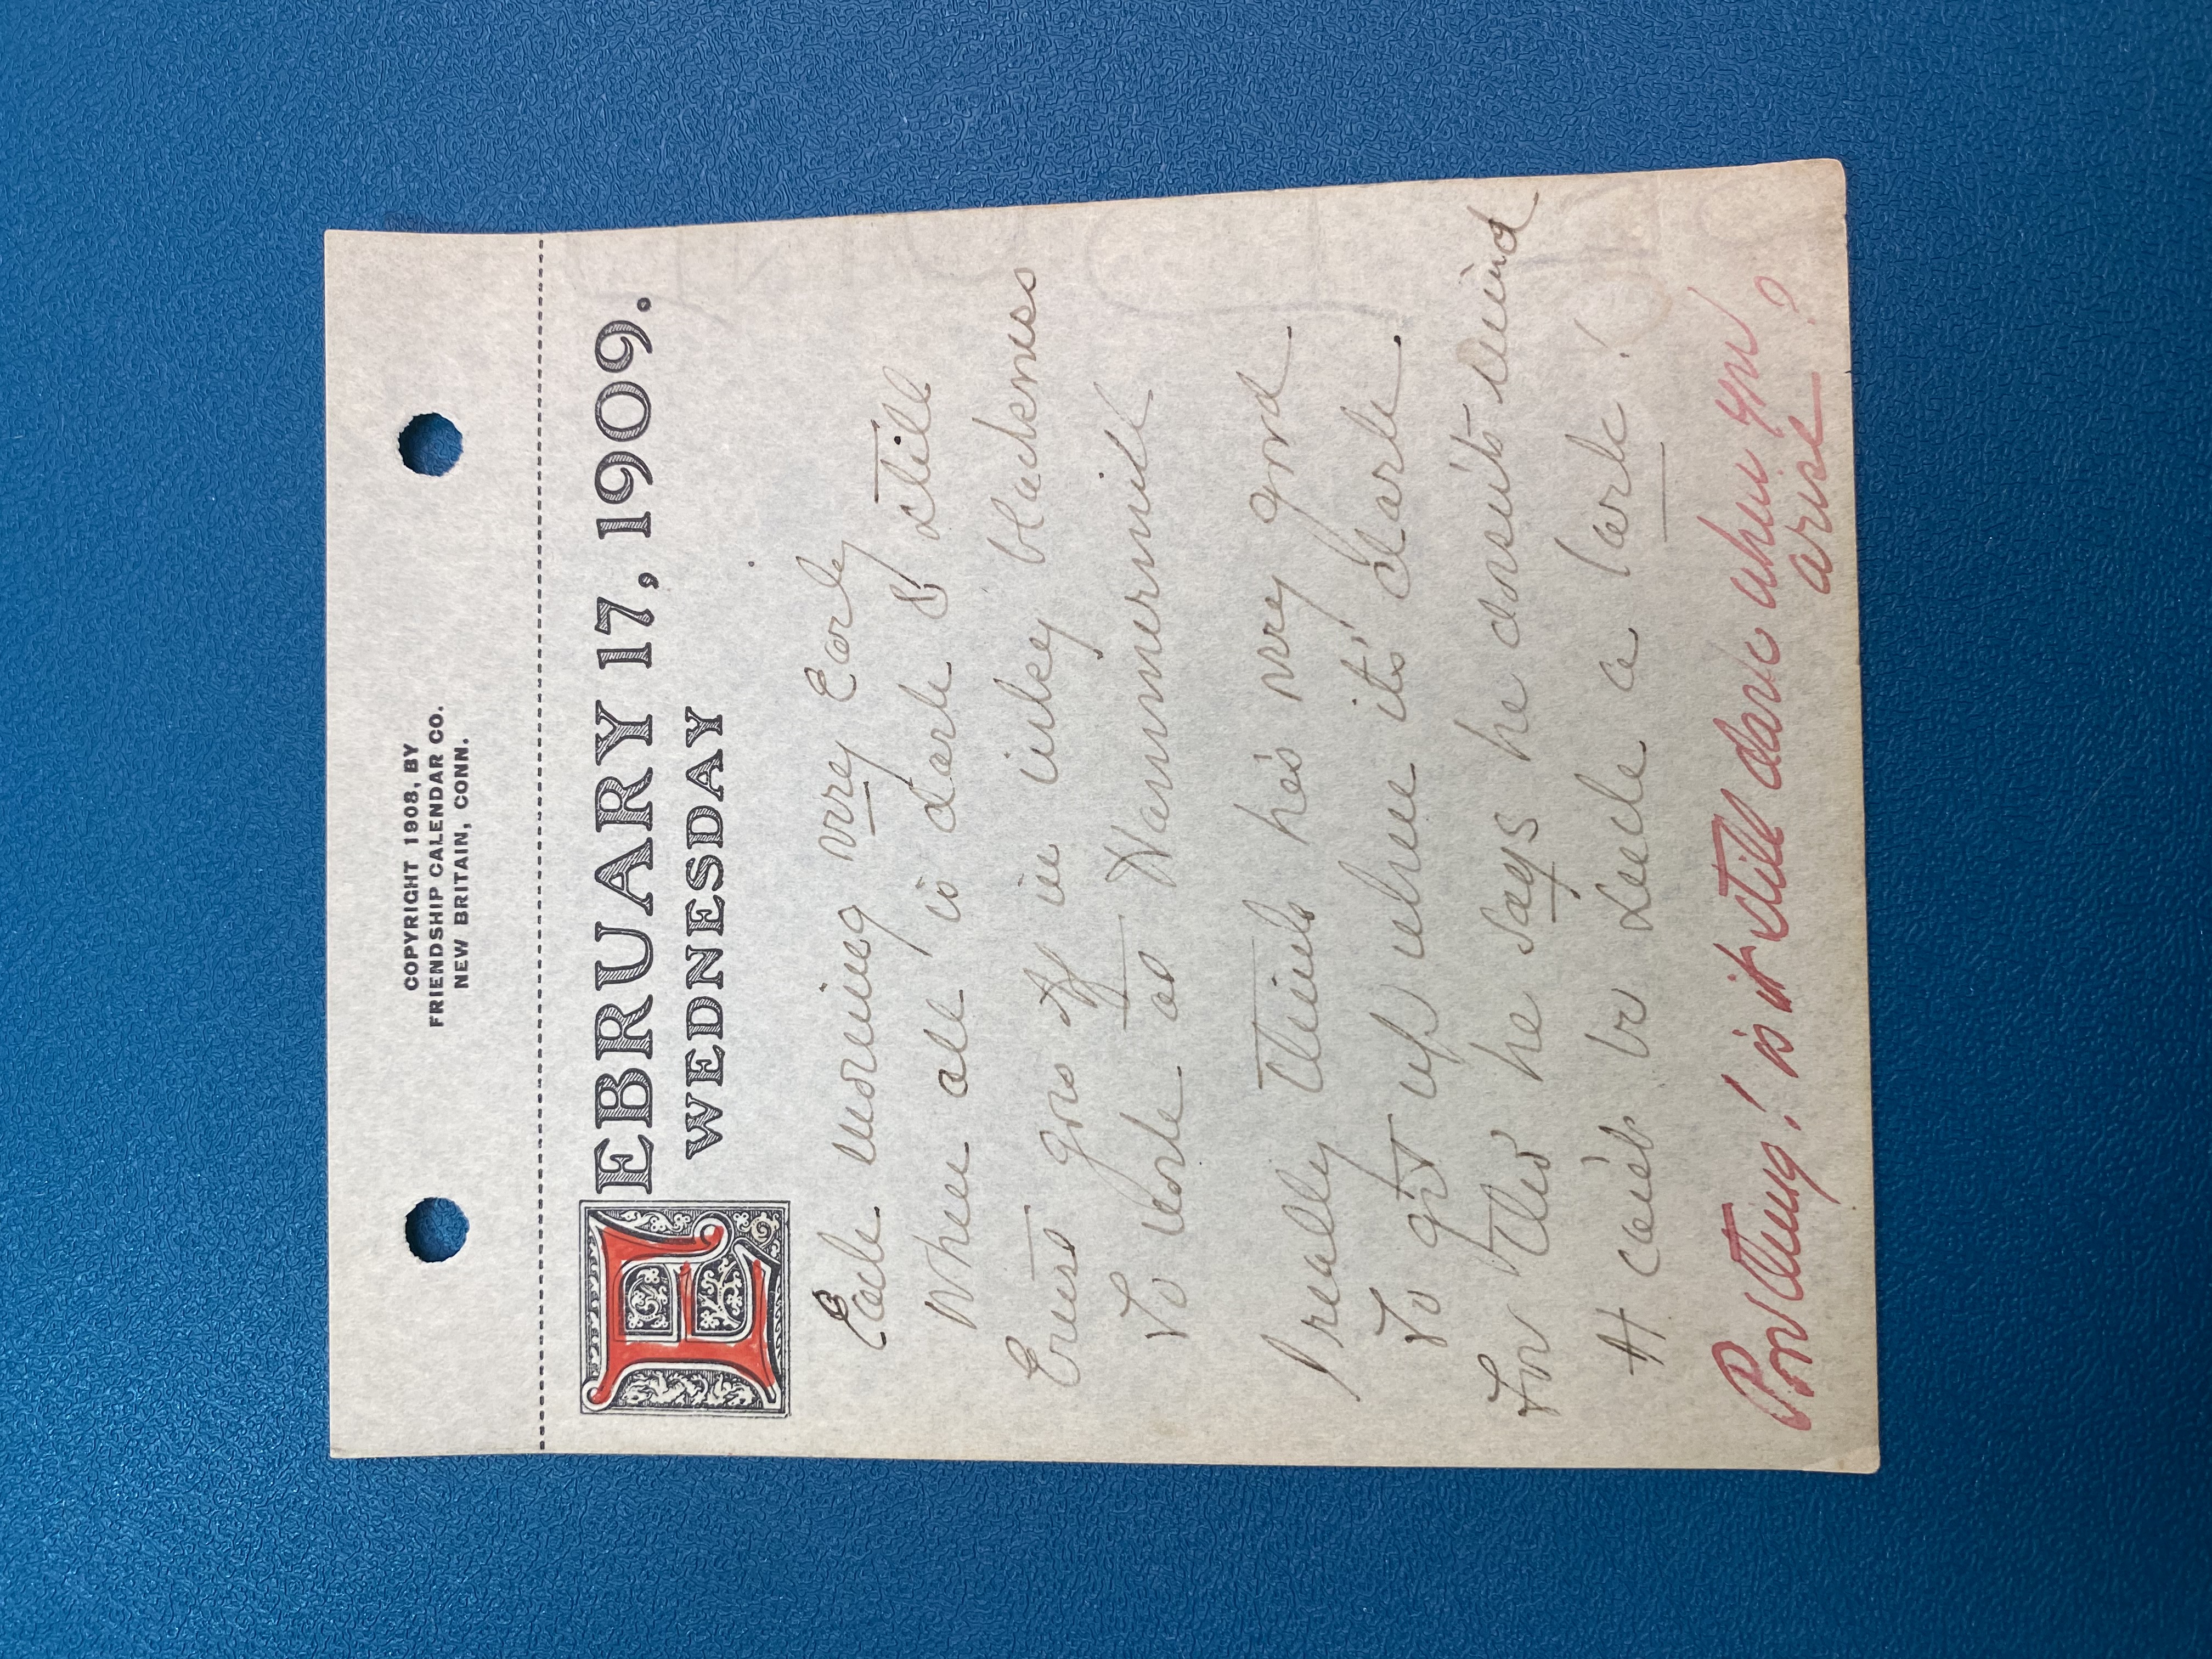 COPYRIGHT 1908, BY
FRIENDSHIP CALENDAR CO.
NEW BRITAIN, CONN.
FEBRUARY 17, 1909.
WEDNESDAY
Each morning very Early
When all is dark & still
Ernst goes off in inky blackness
To work at Hammermill
I really think he's very good
To get up when it's dark.
For tho' he says he doesn't mind
It can't be such a lark!
Poor thing! is it still dark when you
arise?